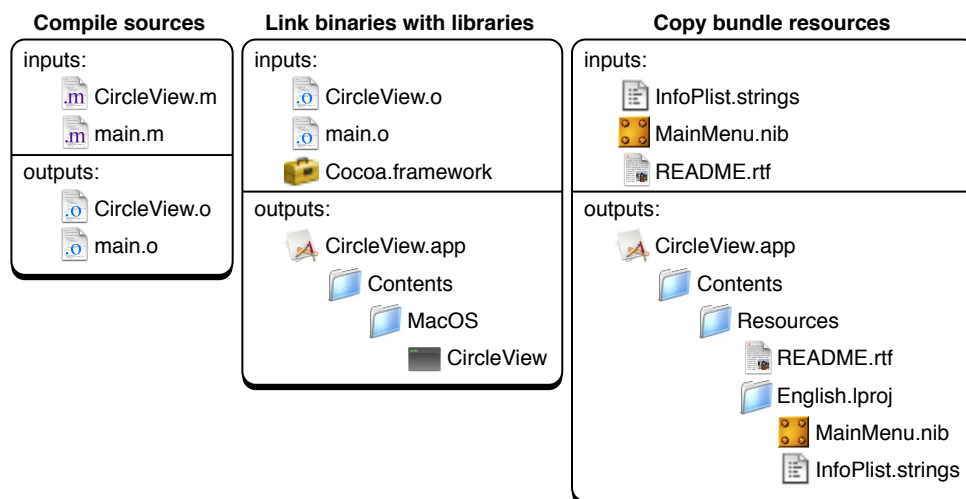 Compile sources
inputs:
.m CircleView.m
.m main.m
outputs:
.o CircleView.o
.o main.o
Link binaries with libraries
inputs:
.o CircleView.o
.o main.o
Cocoa.framework
outputs:
CircleView.app
Contents
MacOS
CircleView
Copy bundle resources
inputs:
InfoPlist.strings
MainMenu.nib
README.rtf
outputs:
CircleView.app
Contents
Resources
README.rtf
English.lproj
MainMenu.nib
InfoPlist.strings